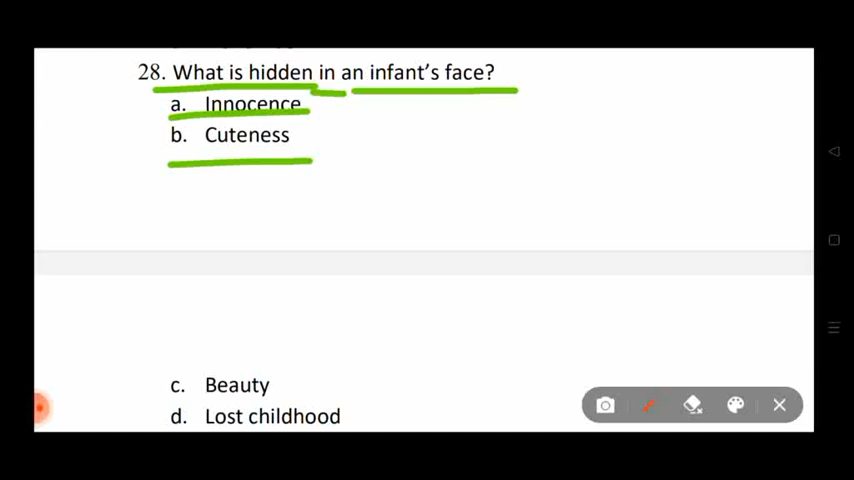 28. What is hidden in an infant's face?
a. Innocence
b. Cuteness
c. Beauty
d. Lost childhood